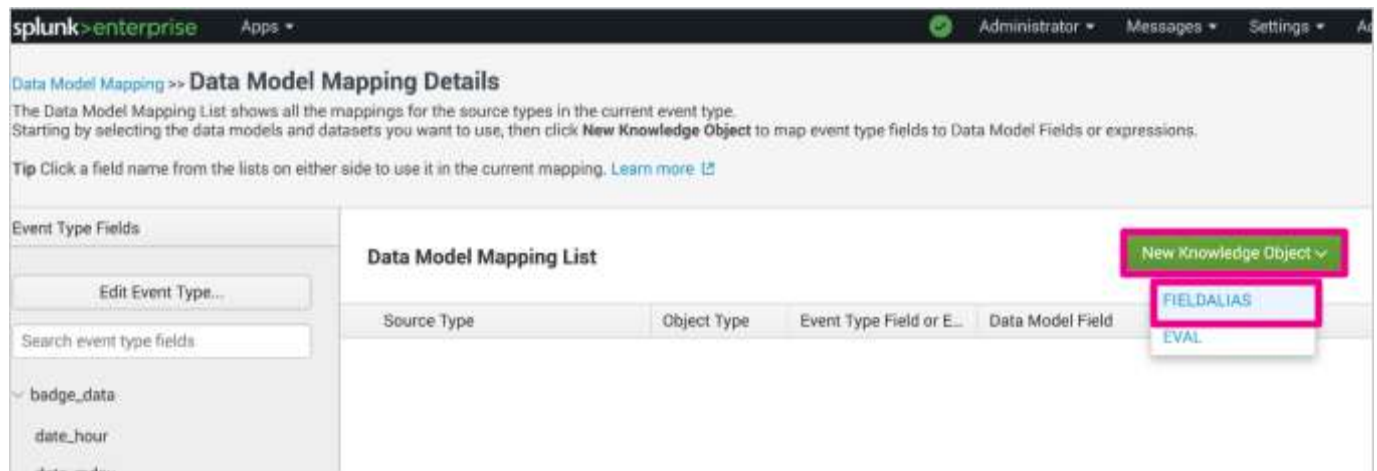 splunk>enterprise Apps Administrator Messages Settings
Data Model Mapping >> Data Model Mapping Details
The Data Model Mapping List shows all the mappings for the source types in the current event type.
Starting by selecting the data models and datasets you want to use, then click New Knowledge Object to map event type fields to Data Model Fields or expressions.
Tip Click a field name from the lists on either side to use it in the current mapping. Learn more
Event Type Fields
Edit Event Type...
Search event type fields
badge_data
date_hour
Data Model Mapping List
New Knowledge Object
FIELDALIAS
EVAL
Source Type Object Type Event Type Field or E... Data Model Field